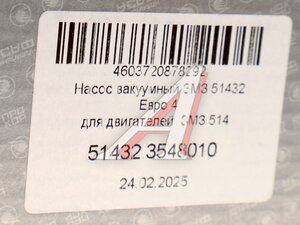 4603720878292
Насос вакуумный ЗМЗ 51432
Евро 4
для двигателей ЗМЗ 514
51432 3548010
24.02.2025